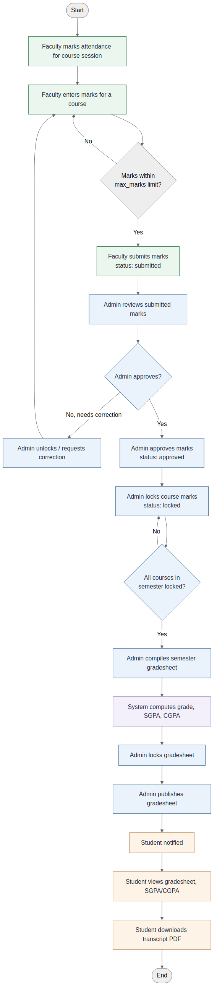 Start
Faculty marks attendance
for course session
Faculty enters marks for a
course
No
Marks within
max_marks limit?
Yes
Faculty submits marks
status: submitted
Admin reviews submitted
marks
Admin approves?
No, needs correction
Yes
Admin unlocks / requests
correction
Admin approves marks
status: approved
Admin locks course marks
status: locked
No
All courses in
semester locked?
Yes
Admin compiles semester
gradesheet
System computes grade,
SGPA, CGPA
Admin locks gradesheet
Admin publishes
gradesheet
Student notified
Student views gradesheet,
SGPA/CGPA
Student downloads
transcript PDF
End